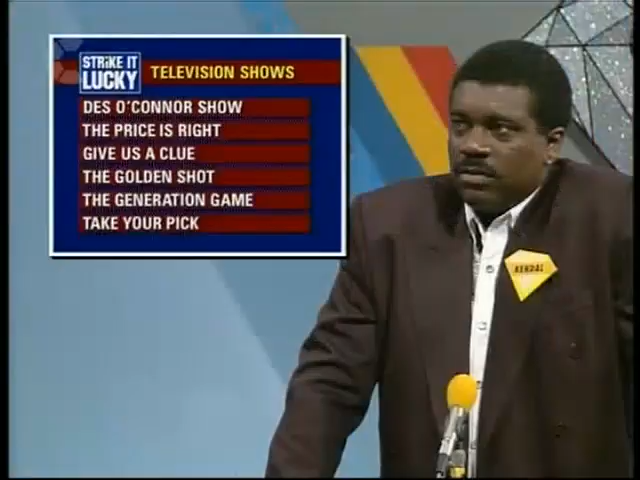 STRiKE iT
LUCKY
TELEVISION SHOWS
DES O'CONNOR SHOW
THE PRICE IS RIGHT
GIVE US A CLUE
THE GOLDEN SHOT
THE GENERATION GAME
TAKE YOUR PICK
KENDAL